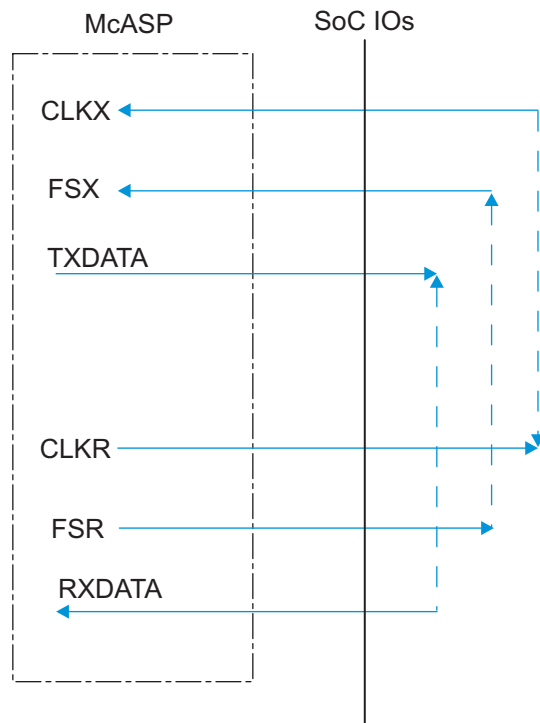 McASP
SoC IOs
CLKX
FSX
TXDATA
CLKR
FSR
RXDATA